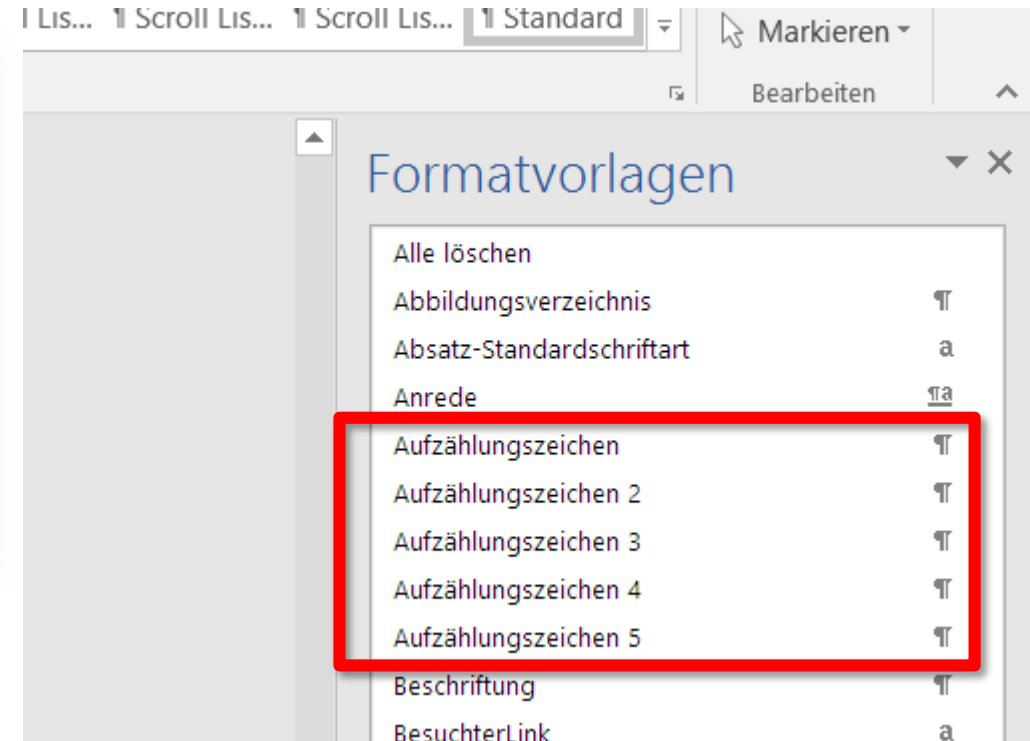 l Lis... ¶ Scroll Lis... ¶ Scroll Lis... ¶ Standard
Markieren
Bearbeiten
Formatvorlagen
Alle löschen
Abbildungsverzeichnis ¶
Absatz-Standardschriftart a
Anrede ¶a
Aufzählungszeichen ¶
Aufzählungszeichen 2 ¶
Aufzählungszeichen 3 ¶
Aufzählungszeichen 4 ¶
Aufzählungszeichen 5 ¶
Beschriftung ¶
BesuchterLink a